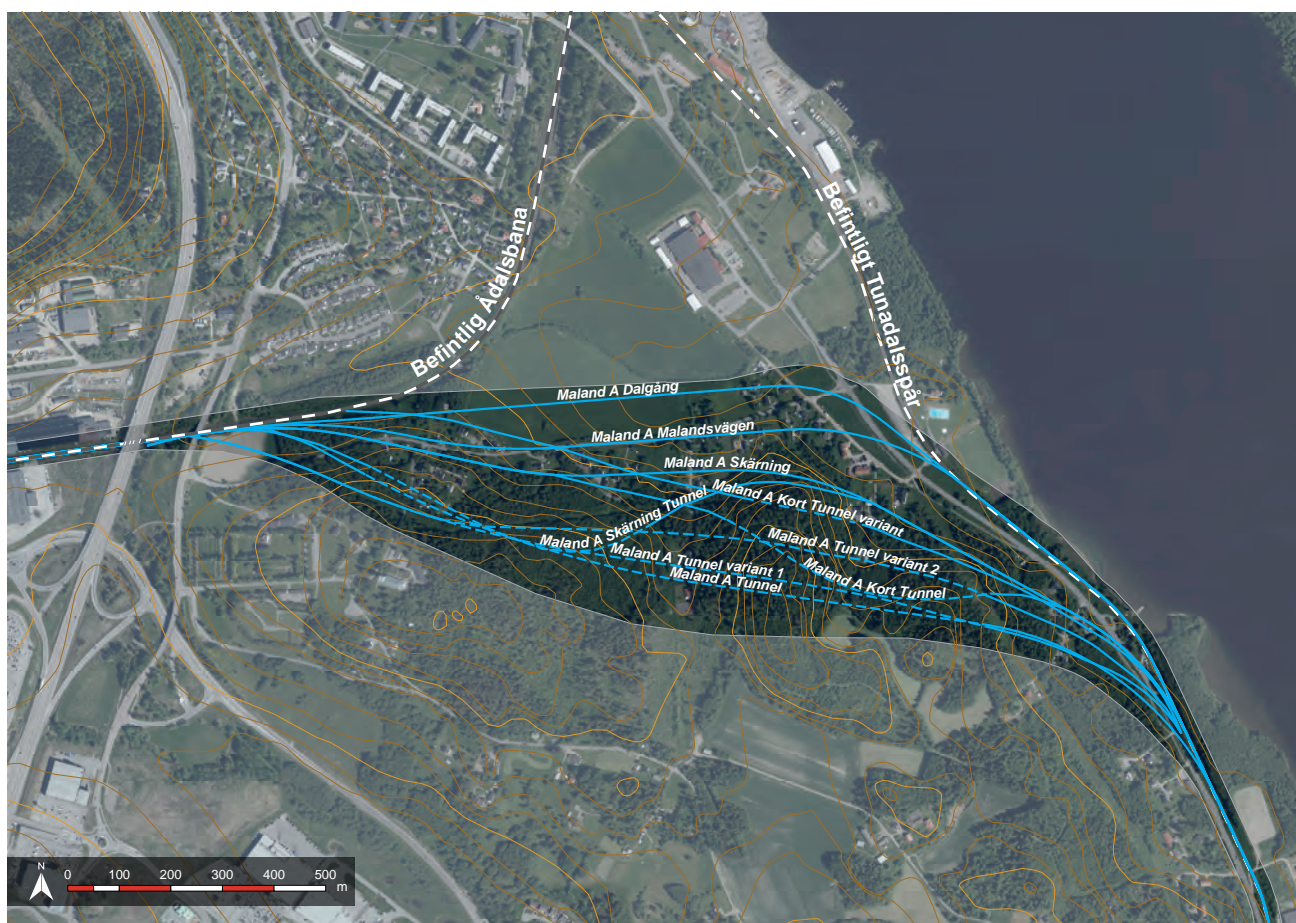 Befintlig Ådalsbana
Befintligt Tunadalsspår
Maland A Dalgång
Maland A Malandsvägen
Maland A Skärning
Maland A Kort Tunnel variant
Maland A Skärning Tunnel
Maland A Tunnel variant 2
Maland A Tunnel variant 1
Maland A Kort Tunnel
Maland A Tunnel
N
0 100 200 300 400 500
m